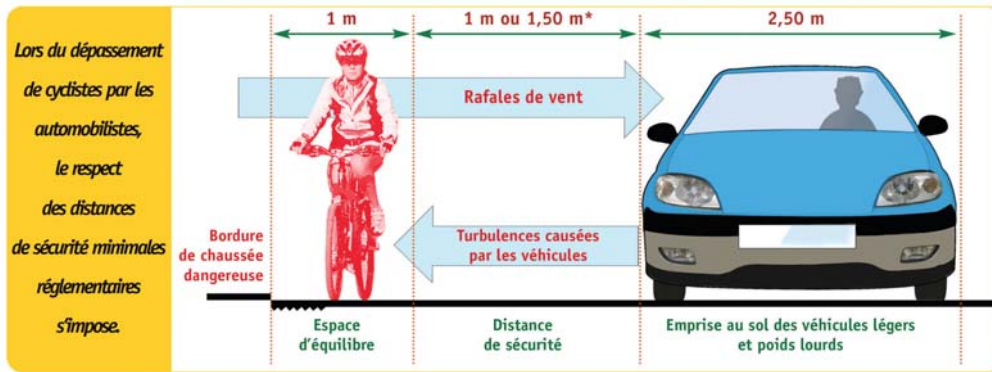 Lors du dépassement
de cyclistes par les
automobilistes,
le respect
des distances
de sécurité minimales
réglementaires
s'impose.
1 m
1 m ou 1,50 m*
2,50 m
Rafales de vent
Bordure
de chaussée
dangereuse
Turbulences causées
par les véhicules
Espace
d'équilibre
Distance
de sécurité
Emprise au sol des véhicules légers
et poids lourds